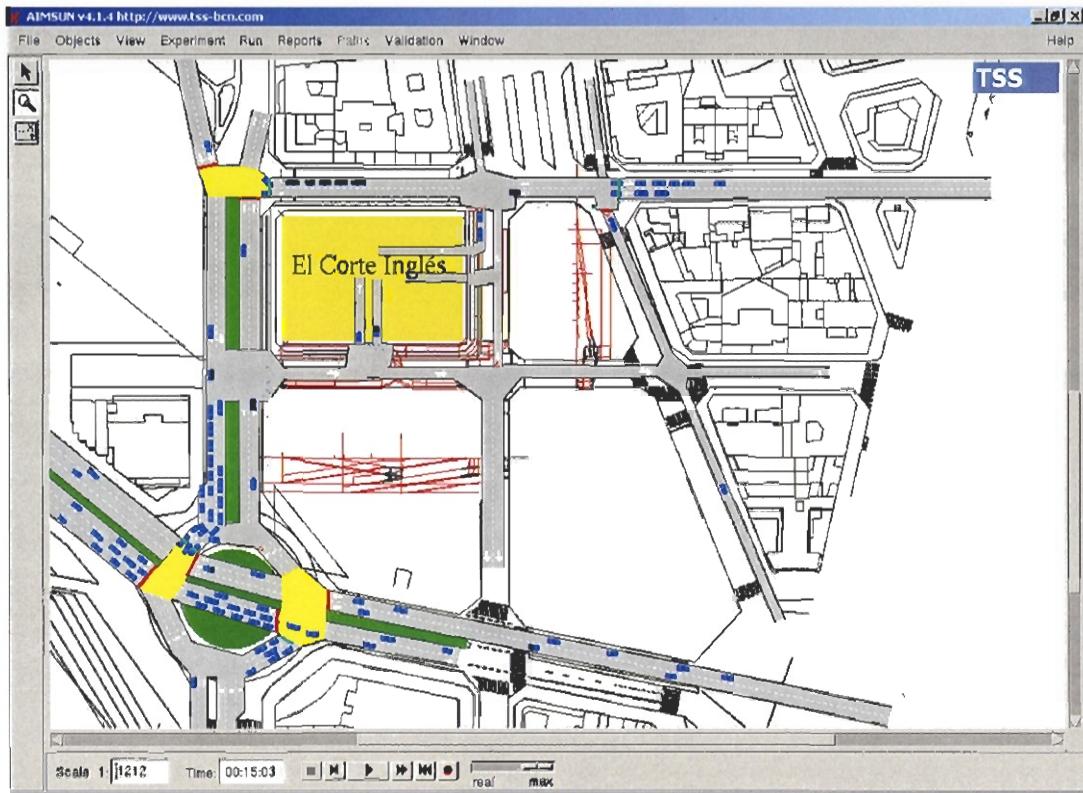 AIMSUN v4.1.4 http://www.tss-bcn.com
File Objects View Experiment Run Reports Paths Validation Window Help
TSS
El Corte Inglés
Scale 1: 1212 Time: 00:15:03
real max